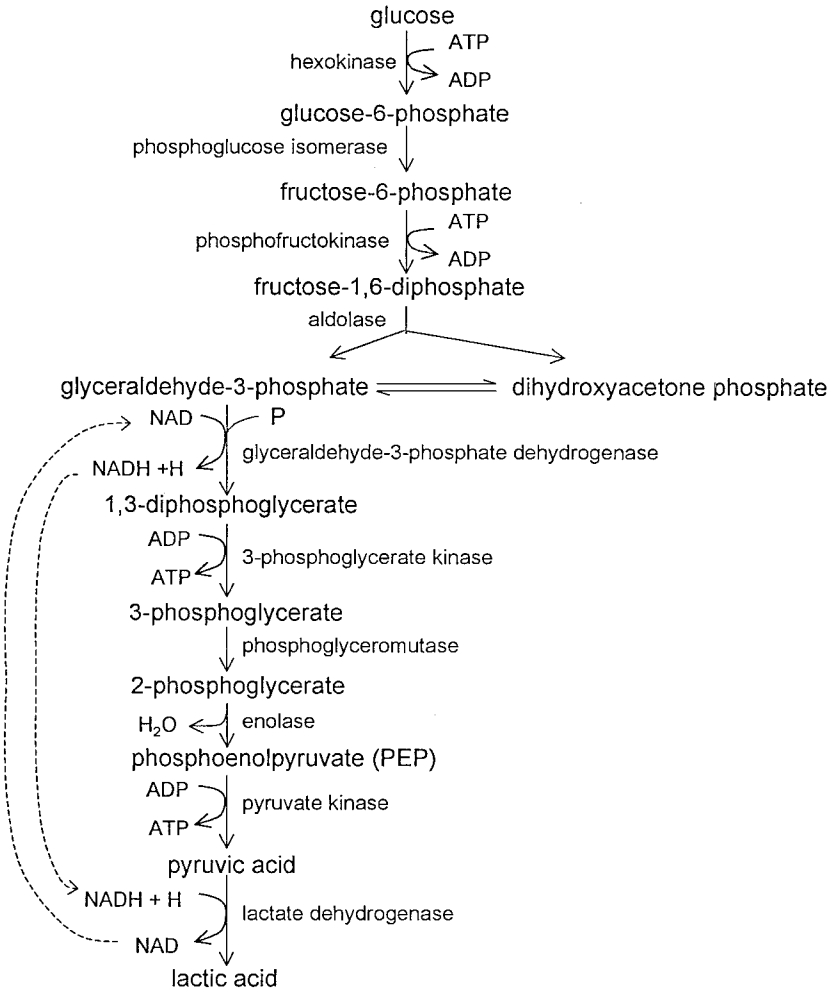 glucose
ATP
hexokinase
ADP
glucose-6-phosphate
phosphoglucose isomerase
fructose-6-phosphate
ATP
phosphofructokinase
ADP
fructose-1,6-diphosphate
aldolase
glyceraldehyde-3-phosphate
dihydroxyacetone phosphate
NAD
P
glyceraldehyde-3-phosphate dehydrogenase
NADH +H
1,3-diphosphoglycerate
ADP
3-phosphoglycerate kinase
ATP
3-phosphoglycerate
phosphoglyceromutase
2-phosphoglycerate
H₂O
enolase
phosphoenolpyruvate (PEP)
ADP
pyruvate kinase
ATP
pyruvic acid
NADH + H
lactate dehydrogenase
NAD
lactic acid